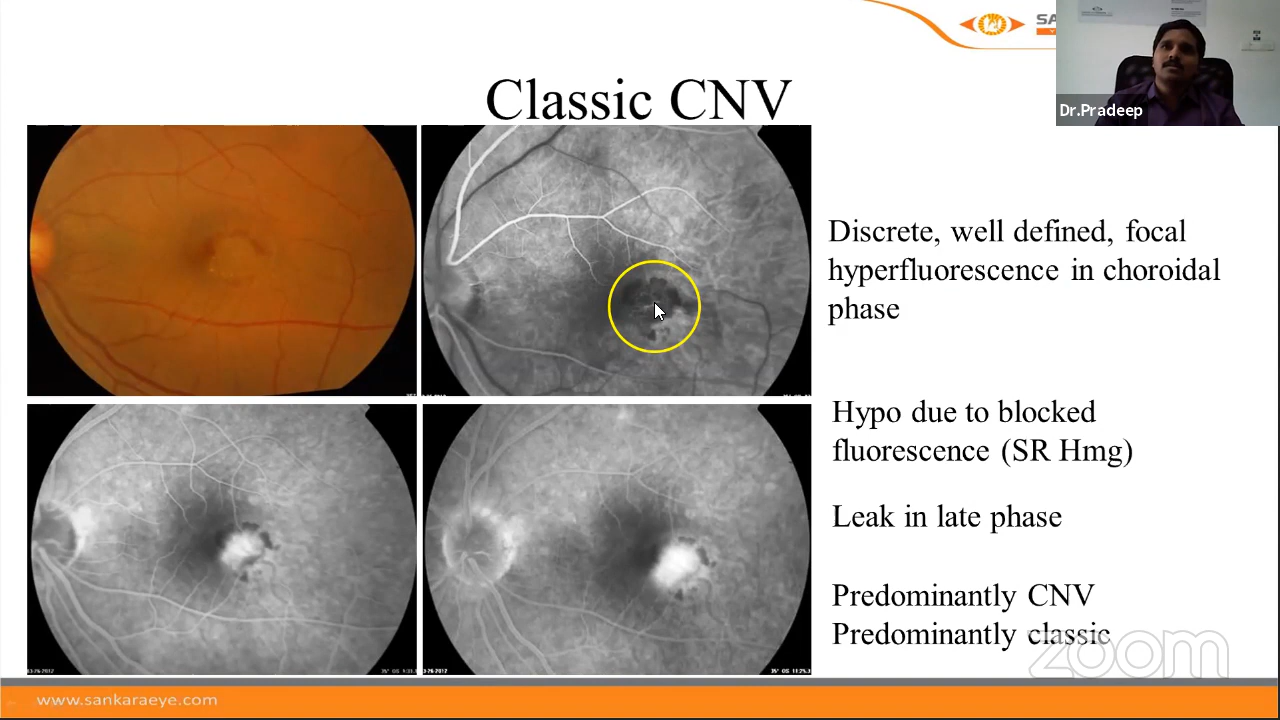 SA
Dr.Pradeep
Classic CNV
Discrete, well defined, focal
hyperfluorescence in choroidal
phase
Hypo due to blocked
fluorescence (SR Hmg)
Leak in late phase
Predominantly CNV
Predominantly classic
zoom
www.sankaraeye.com